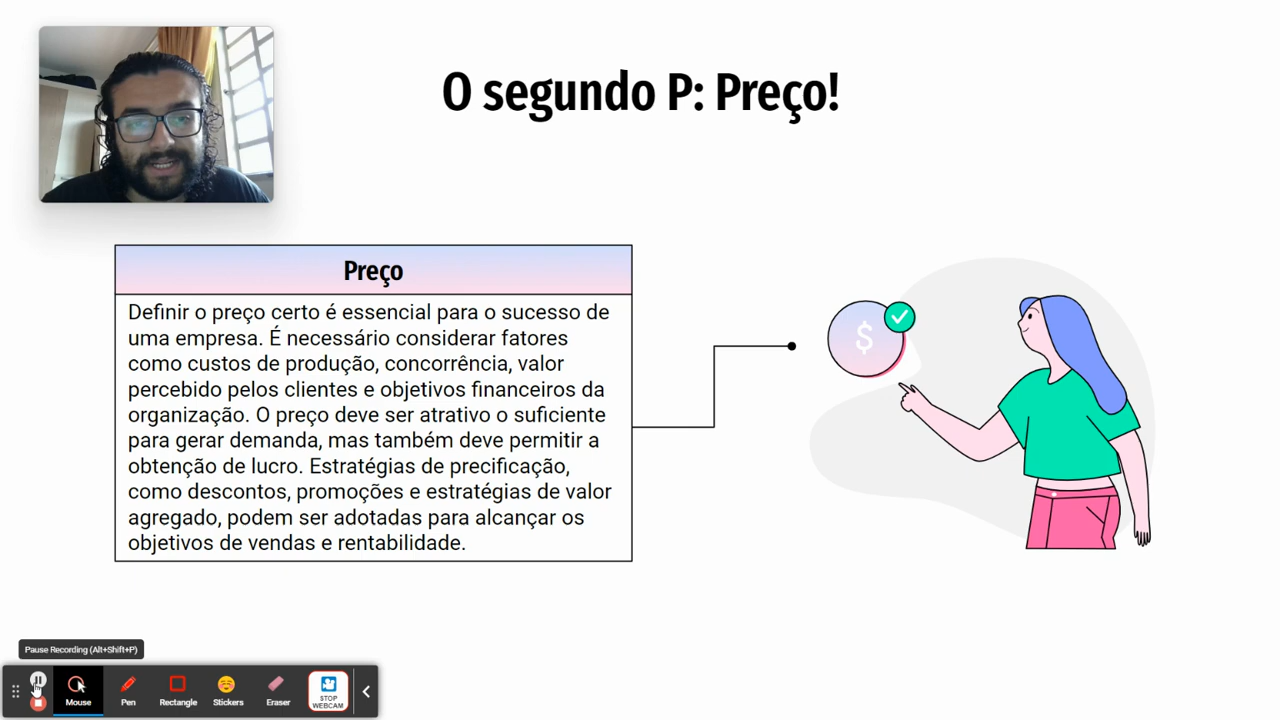 O segundo P: Preço!
Preço
Definir o preço certo é essencial para o sucesso de
uma empresa. É necessário considerar fatores
como custos de produção, concorrência, valor
percebido pelos clientes e objetivos financeiros da
organização. O preço deve ser atrativo o suficiente
para gerar demanda, mas também deve permitir a
obtenção de lucro. Estratégias de precificação,
como descontos, promoções e estratégias de valor
agregado, podem ser adotadas para alcançar os
objetivos de vendas e rentabilidade.
$
Pause Recording (Alt+Shift+P)
Mouse
Pen
Rectangle
Stickers
Eraser
STOP
WEBCAM